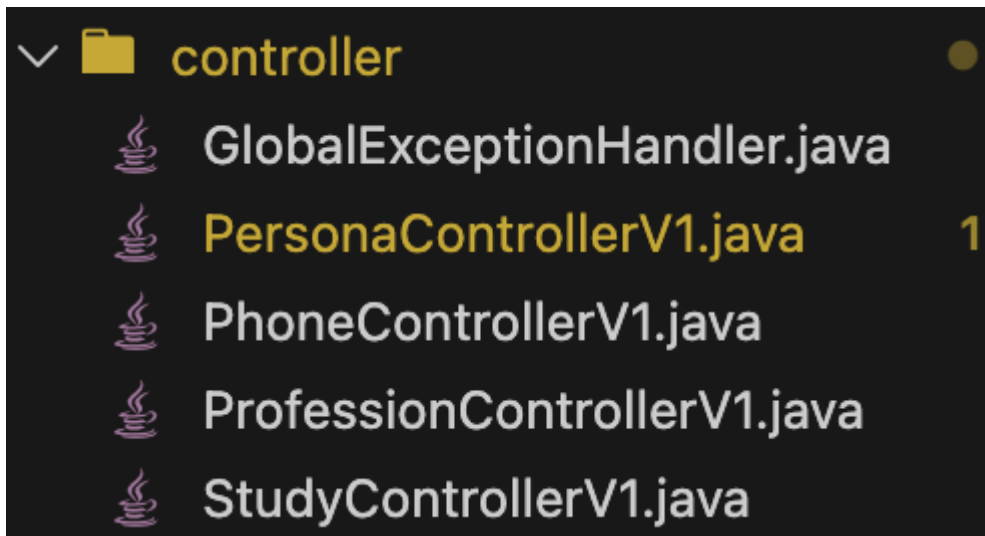 controller
GlobalExceptionHandler.java
PersonaControllerV1.java 1
PhoneControllerV1.java
ProfessionControllerV1.java
StudyControllerV1.java